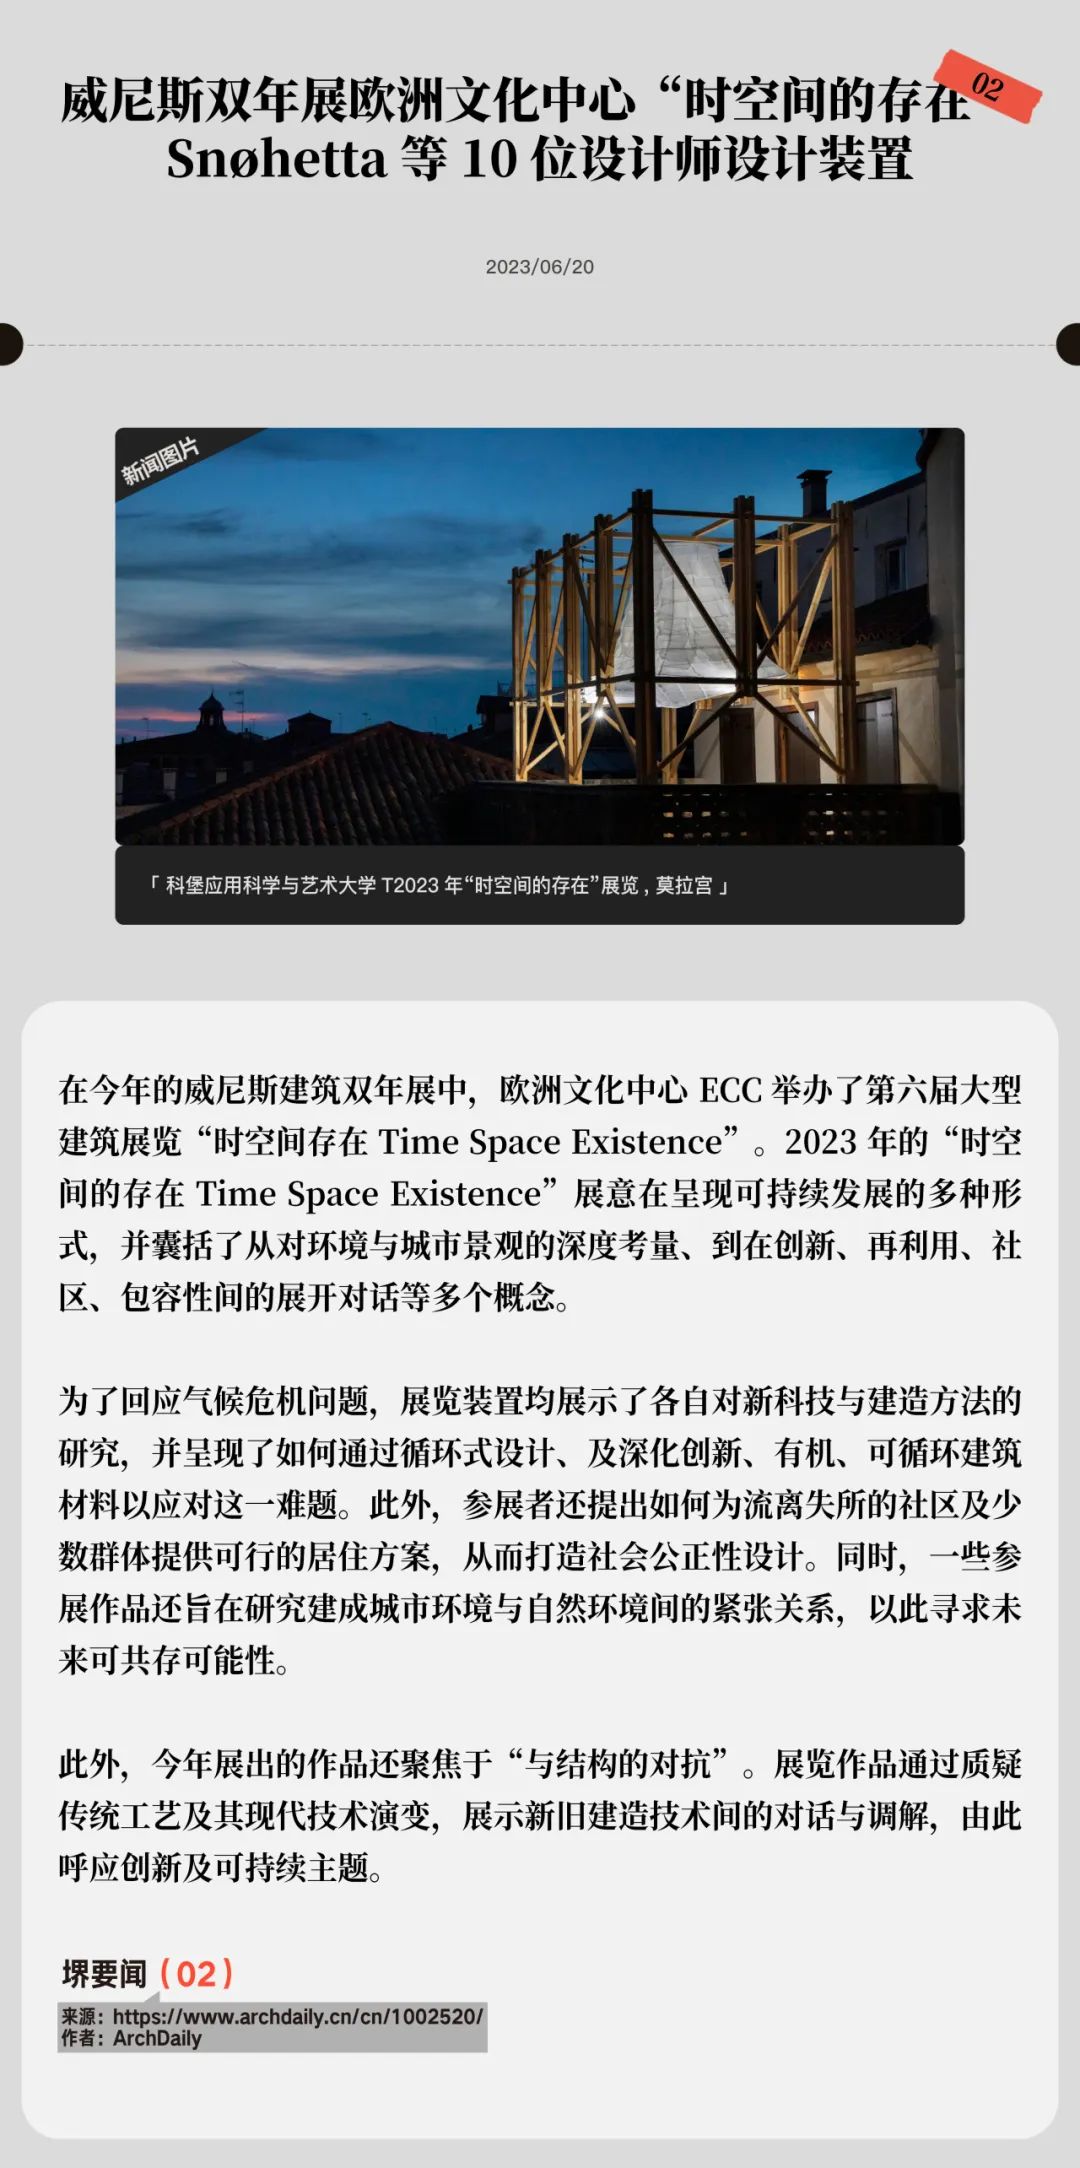 威尼斯双年展欧洲文化中心“时空间的存在
02
Snøhetta 等 10 位设计师设计装置
2023/06/20
新闻图片
「 科堡应用科学与艺术大学 T2023 年“时空间的存在”展览 , 莫拉宫 」
在今年的威尼斯建筑双年展中，欧洲文化中心 ECC 举办了第六届大型
建筑展览“时空间存在 Time Space Existence”。2023 年的“时空
间的存在 Time Space Existence”展意在呈现可持续发展的多种形
式，并囊括了从对环境与城市景观的深度考量、到在创新、再利用、社
区、包容性间的展开对话等多个概念。
为了回应气候危机问题，展览装置均展示了各自对新科技与建造方法的
研究，并呈现了如何通过循环式设计、及深化创新、有机、可循环建筑
材料以应对这一难题。此外，参展者还提出如何为流离失所的社区及少
数群体提供可行的居住方案，从而打造社会公正性设计。同时，一些参
展作品还旨在研究建成城市环境与自然环境间的紧张关系，以此寻求未
来可共存可能性。
此外，今年展出的作品还聚焦于“与结构的对抗”。展览作品通过质疑
传统工艺及其现代技术演变，展示新旧建造技术间的对话与调解，由此
呼应创新及可持续主题。
堺要闻（02）
来源：https://www.archdaily.cn/cn/1002520/
作者：ArchDaily